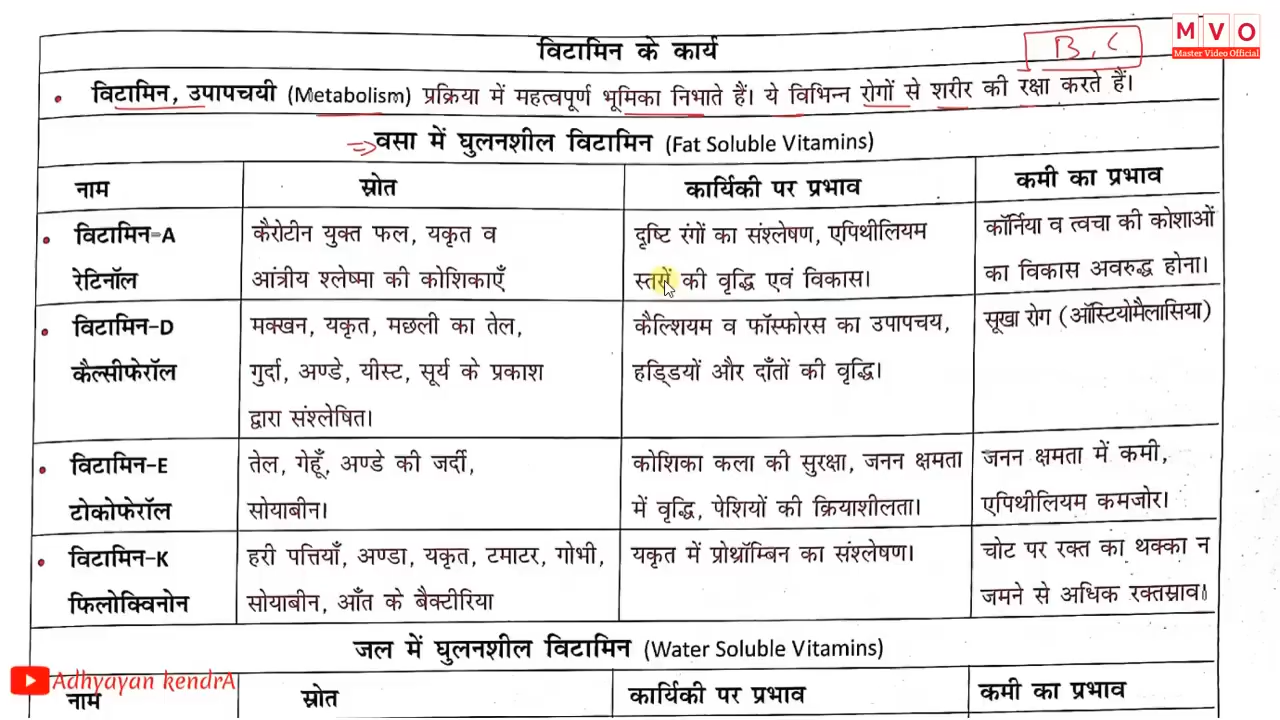 M V O
Master Video Official
विटामिन के कार्य
B, C
• विटामिन, उपापचयी (Metabolism) प्रक्रिया में महत्वपूर्ण भूमिका निभाते हैं। ये विभिन्न रोगों से शरीर की रक्षा करते हैं।
⇒ वसा में घुलनशील विटामिन (Fat Soluble Vitamins)
नाम स्रोत कार्यिकी पर प्रभाव कमी का प्रभाव
• विटामिन-A कैरोटीन युक्त फल, यकृत व दृष्टि रंगों का संश्लेषण, एपिथीलियम कॉर्निया व त्वचा की कोशाओं
रेटिनॉल आंत्रीय श्लेष्मा की कोशिकाएँ स्तरों की वृद्धि एवं विकास। का विकास अवरुद्ध होना।
• विटामिन-D मक्खन, यकृत, मछली का तेल, कैल्शियम व फॉस्फोरस का उपापचय, सूखा रोग (ऑस्टियोमैलासिया)
कैल्सीफेरॉल गुर्दा, अण्डे, यीस्ट, सूर्य के प्रकाश हड्डियों और दाँतों की वृद्धि।
द्वारा संश्लेषित।
• विटामिन-E तेल, गेहूँ, अण्डे की जर्दी, कोशिका कला की सुरक्षा, जनन क्षमता जनन क्षमता में कमी,
टोकोफेरॉल सोयाबीन। में वृद्धि, पेशियों की क्रियाशीलता। एपिथीलियम कमजोर।
• विटामिन-K हरी पत्तियाँ, अण्डा, यकृत, टमाटर, गोभी, यकृत में प्रोथ्रॉम्बिन का संश्लेषण। चोट पर रक्त का थक्का न
फिलोक्विनोन सोयाबीन, आँत के बैक्टीरिया जमने से अधिक रक्तस्राव।
जल में घुलनशील विटामिन (Water Soluble Vitamins)
Adhyayan kendrA
नाम स्रोत कार्यिकी पर प्रभाव कमी का प्रभाव